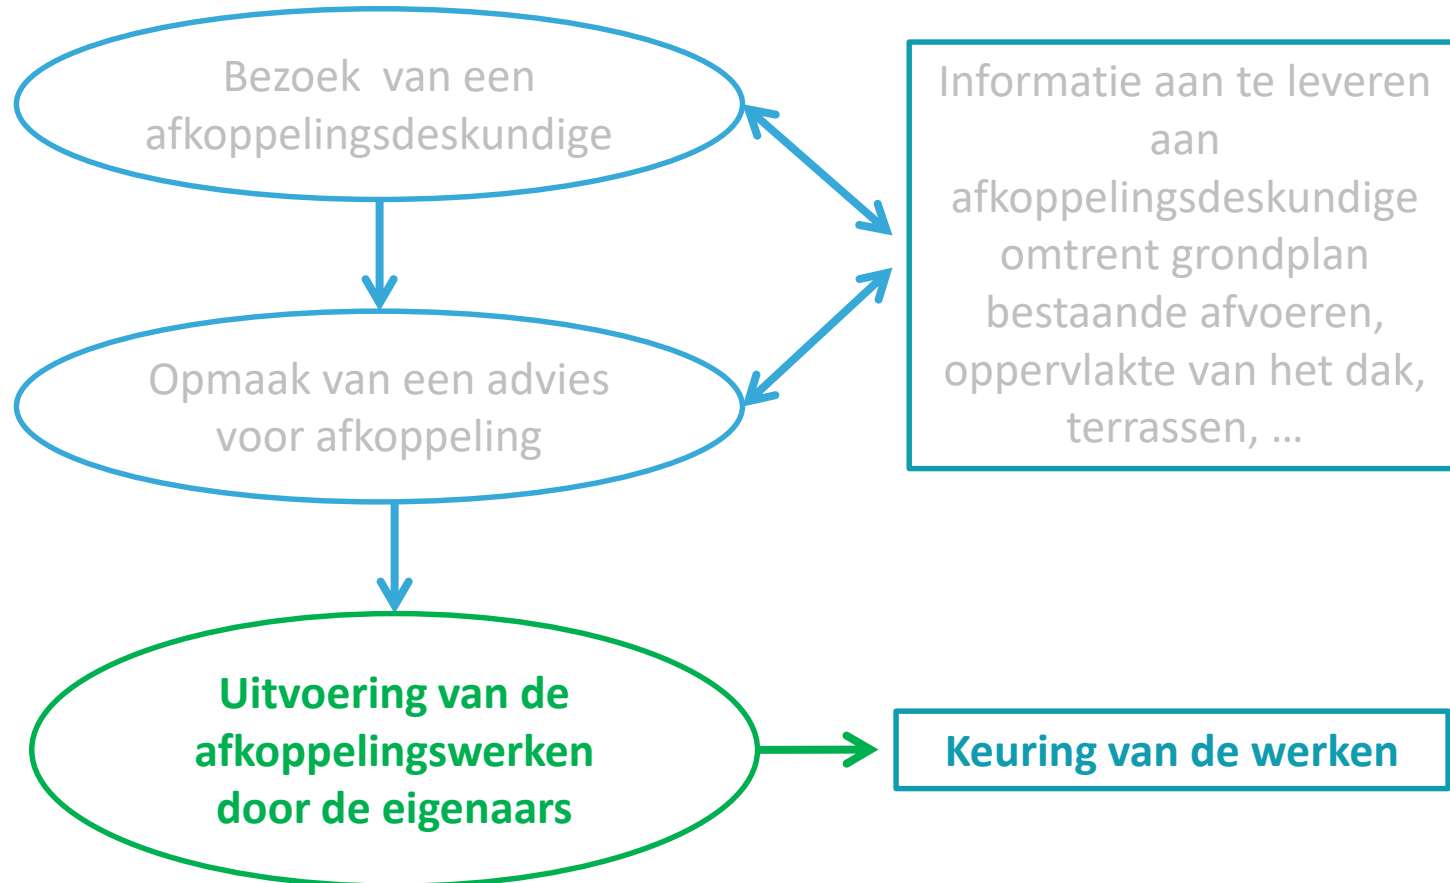 Bezoek van een
afkoppelingsdeskundige
Informatie aan te leveren
aan
afkoppelingsdeskundige
omtrent grondplan
bestaande afvoeren,
oppervlakte van het dak,
terrassen, ...
Opmaak van een advies
voor afkoppeling
Uitvoering van de
afkoppelingswerken
door de eigenaars
Keuring van de werken